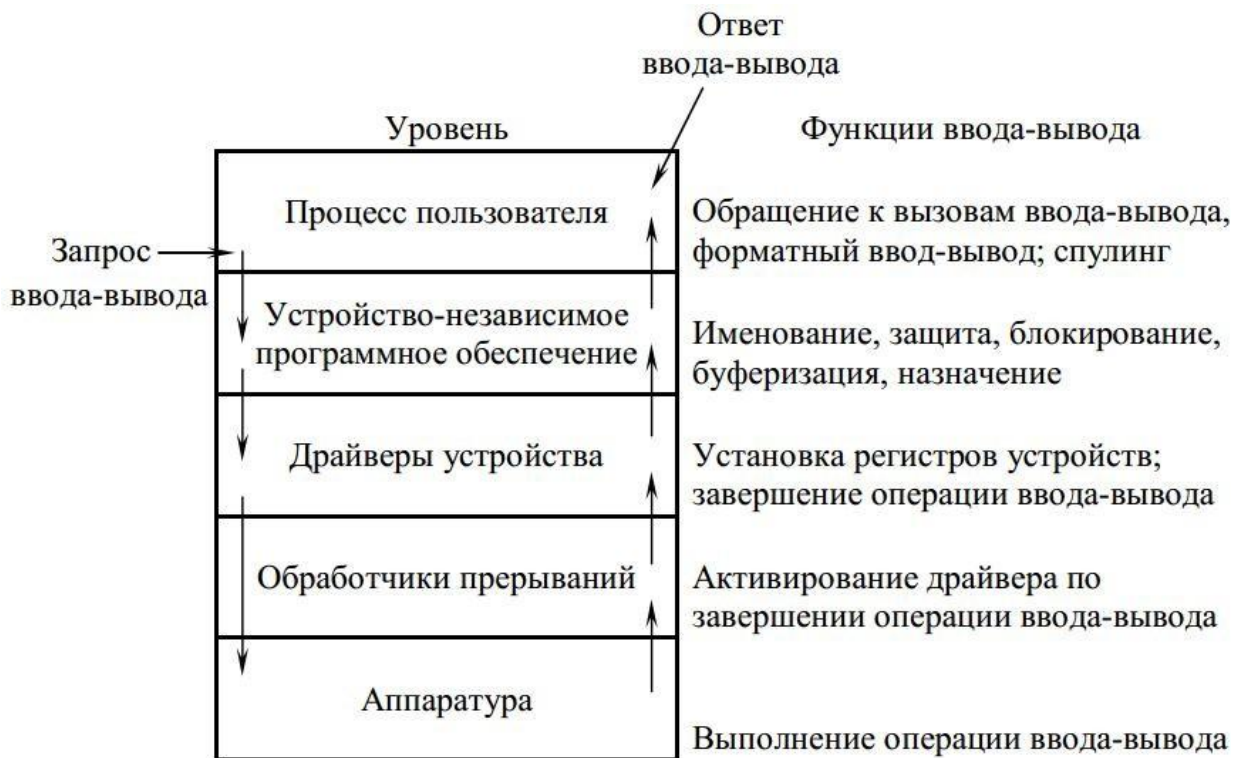 Ответ
ввода-вывода
Уровень
Функции ввода-вывода
Процесс пользователя
Обращение к вызовам ввода-вывода,
форматный ввод-вывод; спулинг
Запрос
ввода-вывода
Устройство-независимое
программное обеспечение
Именование, защита, блокирование,
буферизация, назначение
Драйверы устройства
Установка регистров устройств;
завершение операции ввода-вывода
Обработчики прерываний
Активирование драйвера по
завершении операции ввода-вывода
Аппаратура
Выполнение операции ввода-вывода